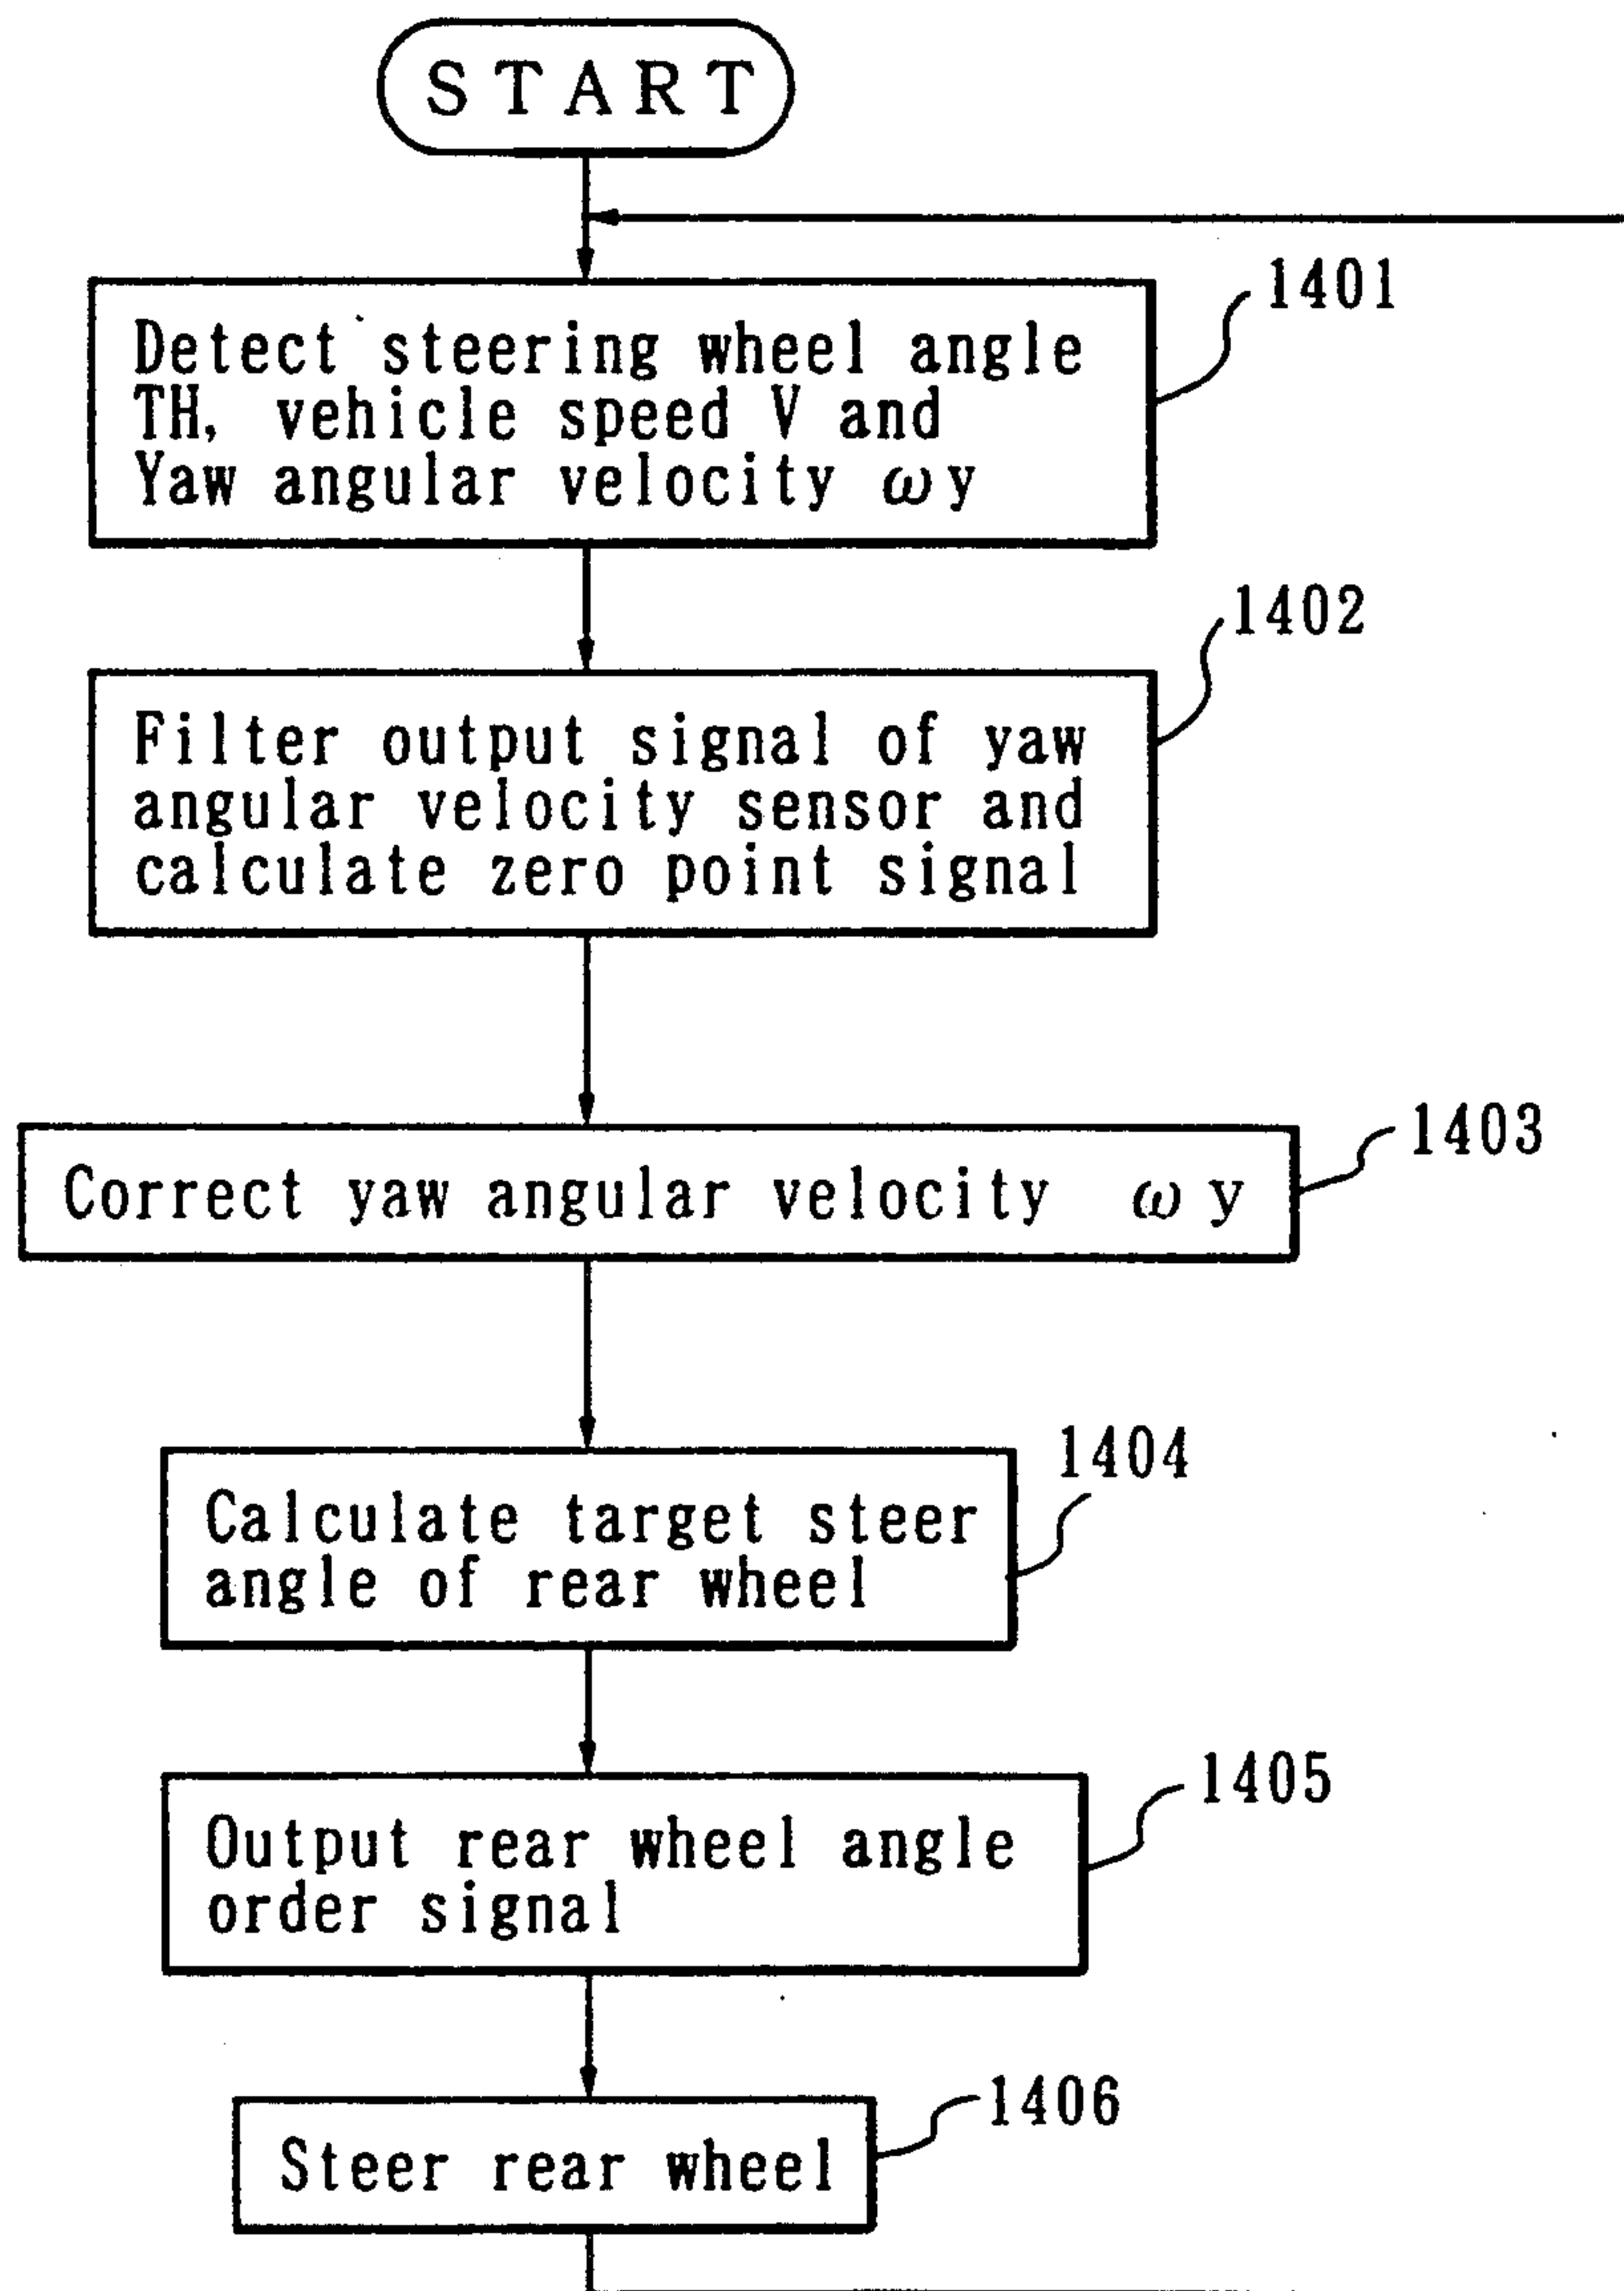 START
1401
Detect steering wheel angle
TH, vehicle speed V and
Yaw angular velocity ωy
1402
Filter output signal of yaw
angular velocity sensor and
calculate zero point signal
1403
Correct yaw angular velocity ωy
1404
Calculate target steer
angle of rear wheel
1405
Output rear wheel angle
order signal
1406
Steer rear wheel